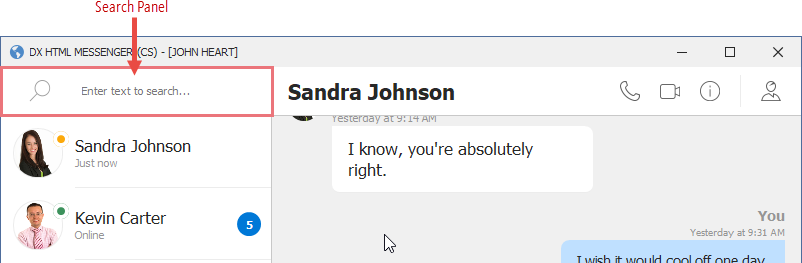 Search Panel
DX HTML MESSENGER (CS) - [JOHN HEART]
Enter text to search...
Sandra Johnson
Just now
Kevin Carter
Online
5
Sandra Johnson
Yesterday at 9:14 AM
I know, you're absolutely
right.
You
Yesterday at 9:31 AM
I wish it would cool off one day